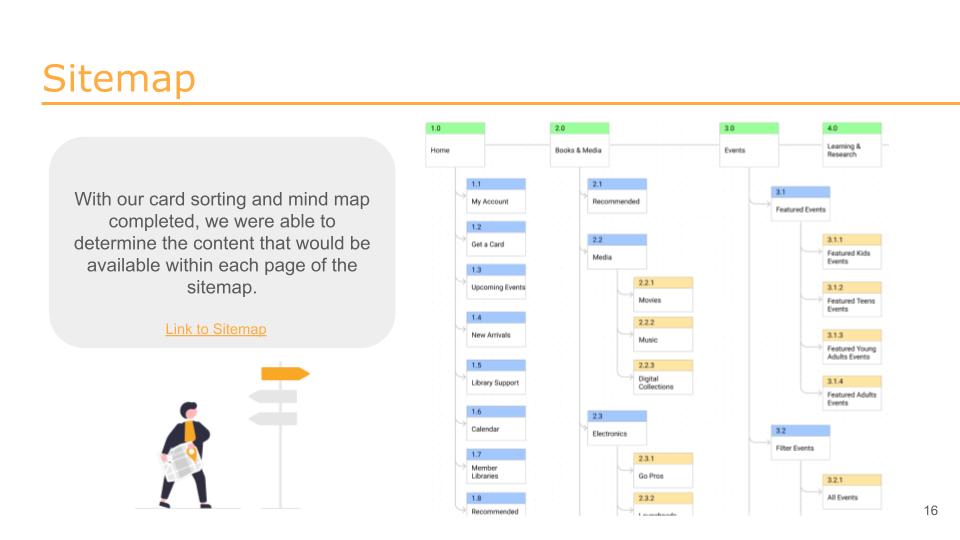 Sitemap
With our card sorting and mind map
completed, we were able to
determine the content that would be
available within each page of the
sitemap.
Link to Sitemap
1.0
Home
1.1
My Account
1.2
Get a Card
1.3
Upcoming Events
1.4
New Arrivals
1.5
Library Support
1.6
Calendar
1.7
Member
Libraries
1.8
Recommended
2.0
Books & Media
2.1
Recommended
2.2
Media
2.2.1
Movies
2.2.2
Music
2.2.3
Digital
Collections
2.3
Electronics
2.3.1
Go Pros
2.3.2
3.0
Events
3.1
Featured Events
3.1.1
Featured Kids
Events
3.1.2
Featured Teens
Events
3.1.3
Featured Young
Adults Events
3.1.4
Featured Adults
Events
3.2
Filter Events
3.2.1
All Events
4.0
Learning &
Research
16